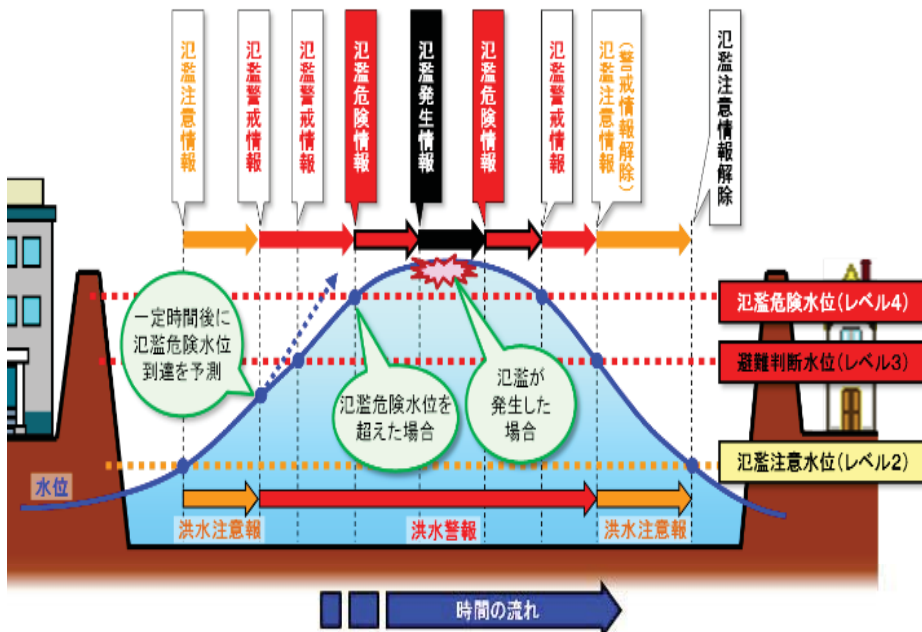 氾濫注意情報
氾濫警戒情報
氾濫警戒情報
氾濫危険情報
氾濫発生情報
氾濫危険情報
氾濫警戒情報
(警戒情報解除)
氾濫注意情報
氾濫注意情報解除
一定時間後に
氾濫危険水位
到達を予測
氾濫危険水位を
超えた場合
氾濫が
発生した
場合
氾濫危険水位(レベル4)
避難判断水位(レベル3)
氾濫注意水位(レベル2)
水位
洪水注意報
洪水警報
洪水注意報
時間の流れ